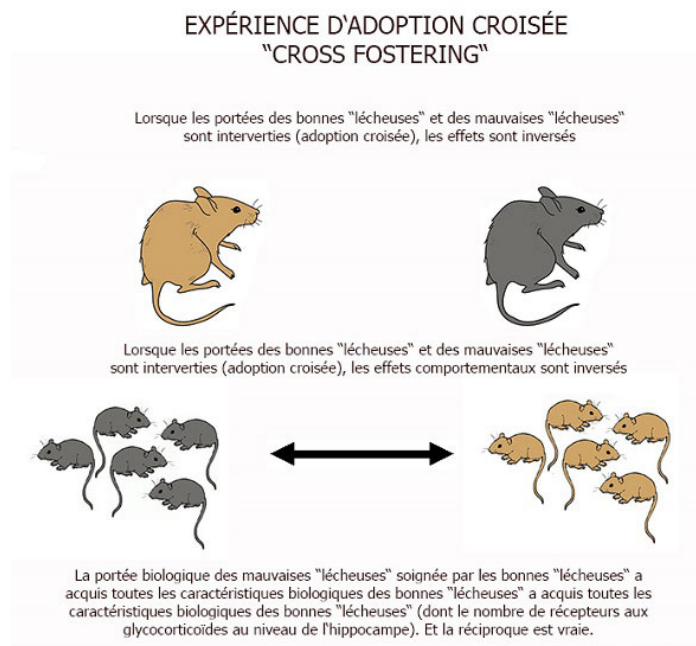 EXPÉRIENCE D'ADOPTION CROISÉE
"CROSS FOSTERING"
Lorsque les portées des bonnes "lécheuses" et des mauvaises "lécheuses"
sont interverties (adoption croisée), les effets sont inversés
Lorsque les portées des bonnes "lécheuses" et des mauvaises "lécheuses"
sont interverties (adoption croisée), les effets comportementaux sont inversés
La portée biologique des mauvaises "lécheuses" soignée par les bonnes "lécheuses" a
acquis toutes les caractéristiques biologiques des bonnes "lécheuses" a acquis toutes les
caractéristiques biologiques des bonnes "lécheuses" (dont le nombre de récepteurs aux
glycocorticoïdes au niveau de l'hippocampe). Et la réciproque est vraie.